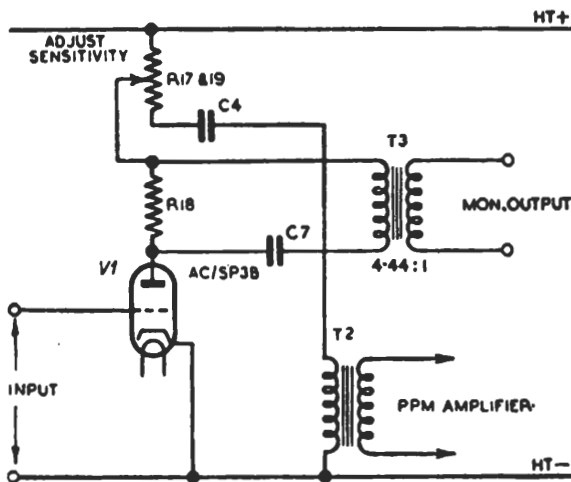 HT+
ADJUST
SENSITIVITY
R17 &19
C4
T3
R18
MON. OUTPUT
C7
V1
AC/SP3B
4·44:1
T2
INPUT
PPM AMPLIFIER.
HT−